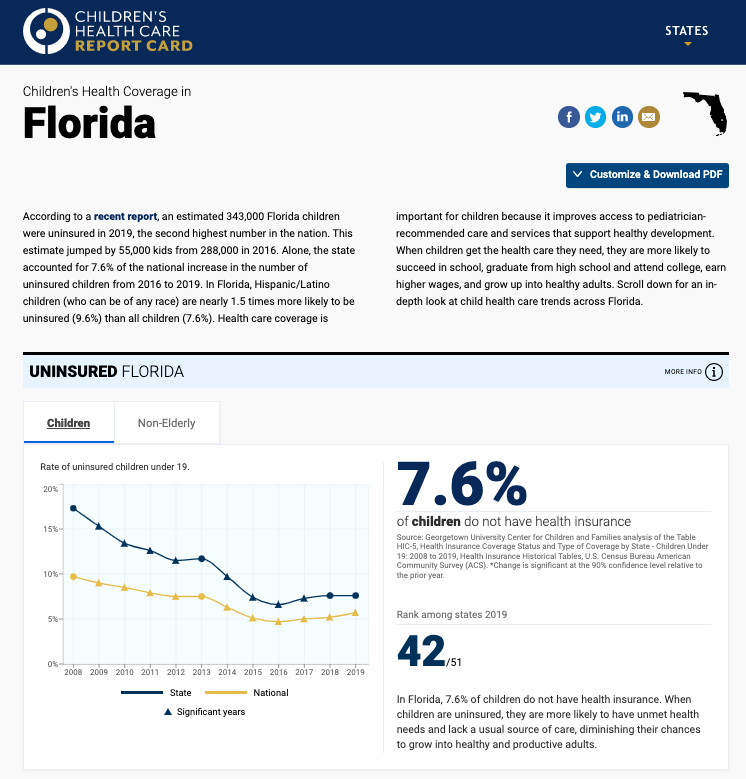 CHILDREN'S
HEALTH CARE
REPORT CARD
STATES
Children's Health Coverage in
Florida
f
in
Customize & Download PDF
According to a recent report, an estimated 343,000 Florida children
were uninsured in 2019, the second highest number in the nation. This
estimate jumped by 55,000 kids from 288,000 in 2016. Alone, the state
accounted for 7.6% of the national increase in the number of
uninsured children from 2016 to 2019. In Florida, Hispanic/Latino
children (who can be of any race) are nearly 1.5 times more likely to be
uninsured (9.6%) than all children (7.6%). Health care coverage is
important for children because it improves access to pediatrician-
recommended care and services that support healthy development.
When children get the health care they need, they are more likely to
succeed in school, graduate from high school and attend college, earn
higher wages, and grow up into healthy adults. Scroll down for an in-
depth look at child health care trends across Florida.
UNINSURED FLORIDA
MORE INFO i
Children
Non-Elderly
Rate of uninsured children under 19.
20%
15%
10%
5%
0%
2008 2009 2010 2011 2012 2013 2014 2015 2016 2017 2018 2019
State National
Significant years
7.6%
of children do not have health insurance
Source: Georgetown University Center for Children and Families analysis of the Table
HIC-5, Health Insurance Coverage Status and Type of Coverage by State - Children Under
19: 2008 to 2019, Health Insurance Historical Tables, U.S. Census Bureau American
Community Survey (ACS). *Change is significant at the 90% confidence level relative to
the prior year.
Rank among states 2019
42/51
In Florida, 7.6% of children do not have health insurance. When
children are uninsured, they are more likely to have unmet health
needs and lack a usual source of care, diminishing their chances
to grow into healthy and productive adults.